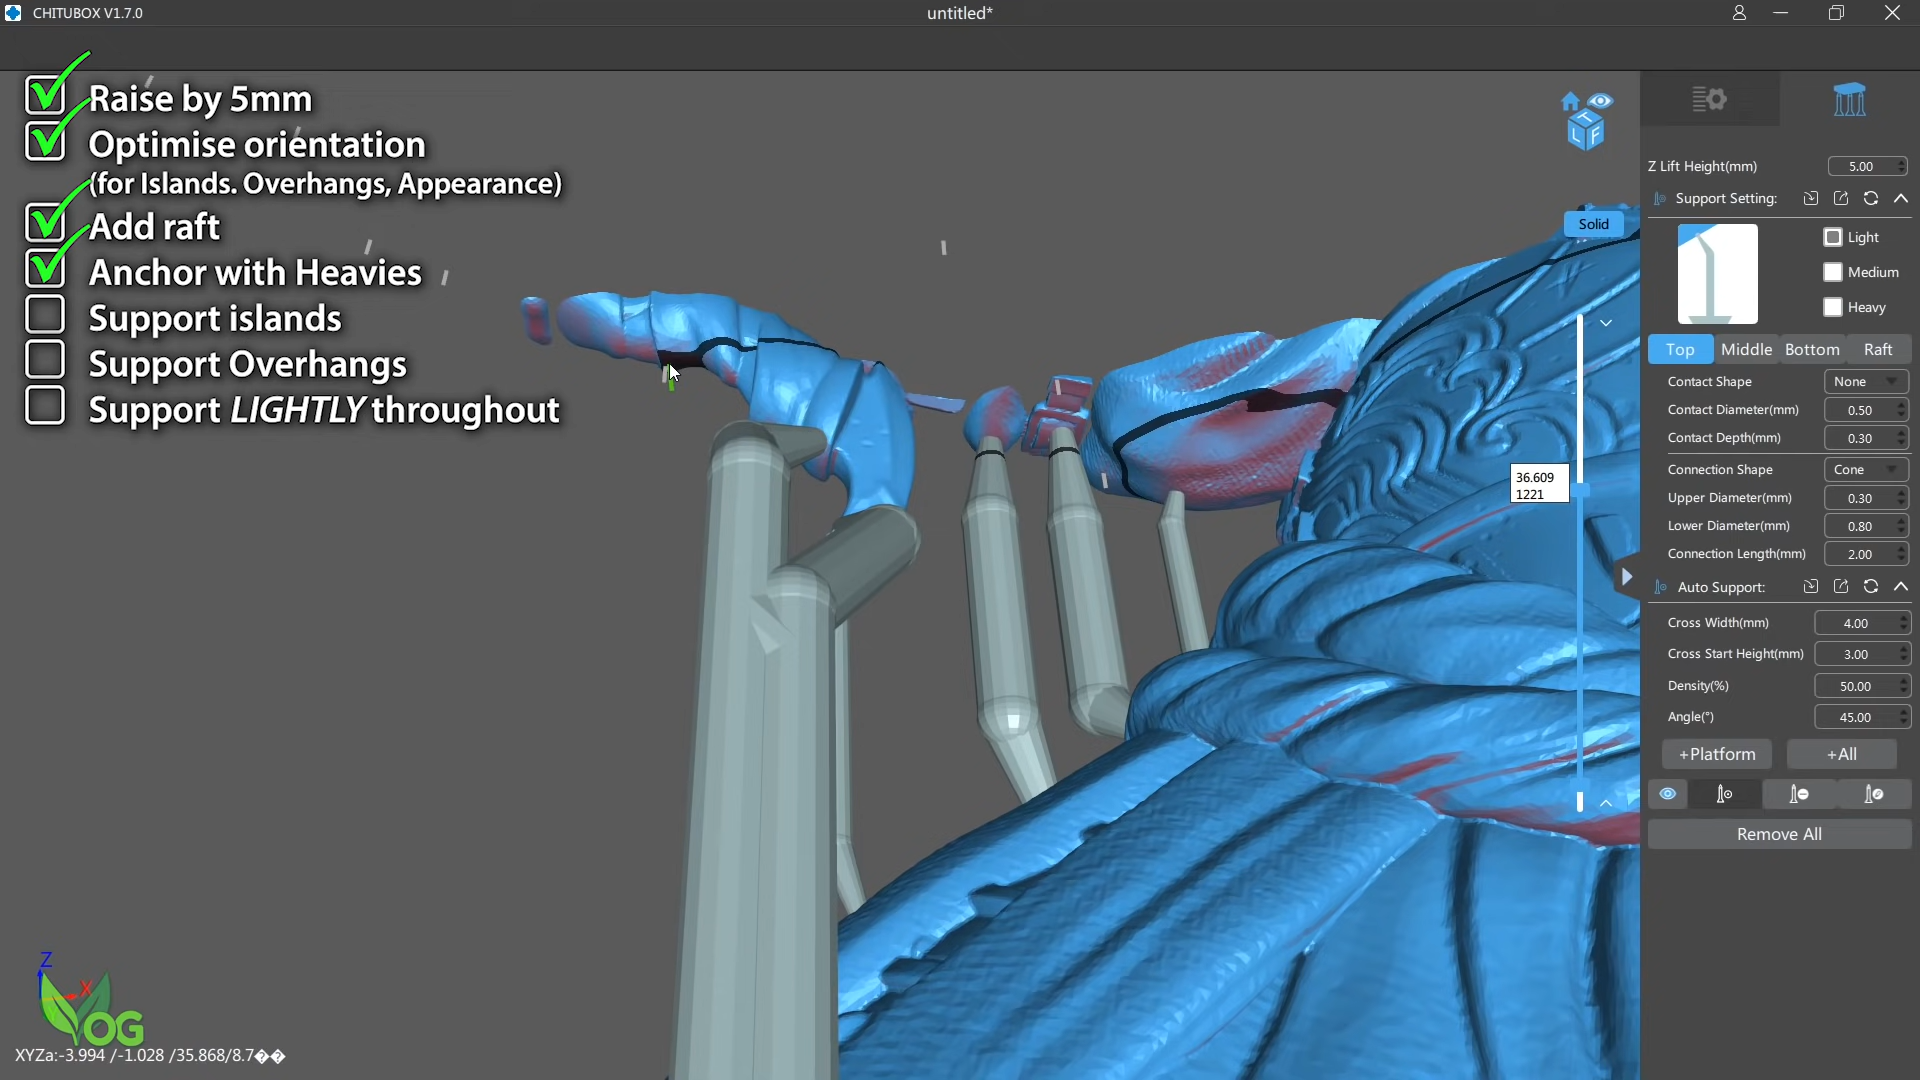 CHITUBOX V1.7.0
untitled*
Raise by 5mm
Optimise orientation
(for Islands. Overhangs, Appearance)
Add raft
Anchor with Heavies
Support islands
Support Overhangs
Support LIGHTLY throughout
T
L F
Solid
36.609
1221
Z Lift Height(mm) 5.00
Support Setting:
Light
Medium
Heavy
Top Middle Bottom Raft
Contact Shape None
Contact Diameter(mm) 0.50
Contact Depth(mm) 0.30
Connection Shape Cone
Upper Diameter(mm) 0.30
Lower Diameter(mm) 0.80
Connection Length(mm) 2.00
Auto Support:
Cross Width(mm) 4.00
Cross Start Height(mm) 3.00
Density(%) 50.00
Angle(°) 45.00
+Platform +All
Remove All
Z
X
OG
XYZa:-3.994 /-1.028 /35.868/8.7��